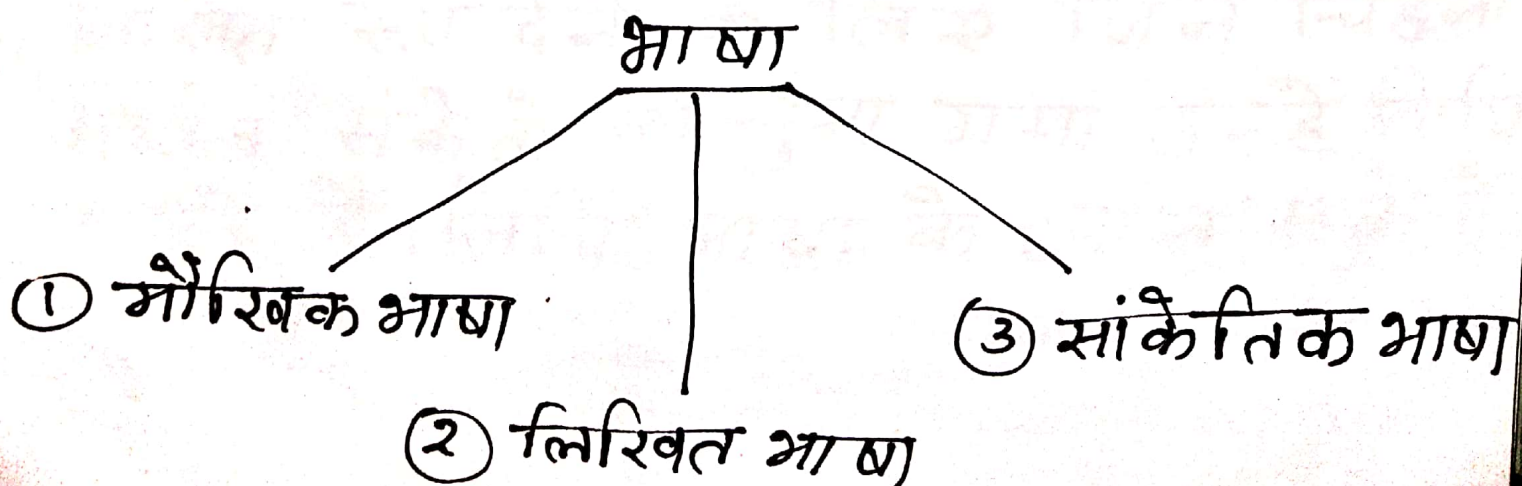 भाषा
① मौखिक भाषा
② लिखित भाषा
③ सांकेतिक भाषा